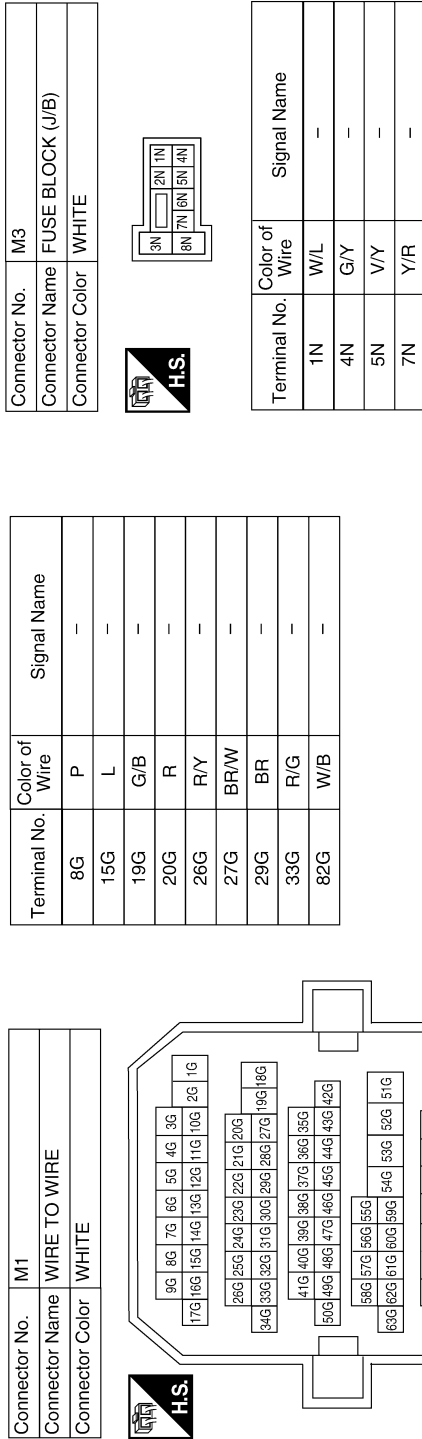 Connector No. M1
Connector Name WIRE TO WIRE
Connector Color WHITE
H.S.
9G 8G 7G 6G 5G 4G 3G
2G 1G
17G 16G 15G 14G 13G 12G 11G 10G
26G 25G 24G 23G 22G 21G 20G
19G 18G
34G 33G 32G 31G 30G 29G 28G 27G
41G 40G 39G 38G 37G 36G 35G
50G 49G 48G 47G 46G 45G 44G 43G 42G
58G 57G 56G 55G
54G 53G 52G 51G
63G 62G 61G 60G 59G
Terminal No. Color of Wire Signal Name
8G P –
15G L –
19G G/B –
20G R –
26G R/Y –
27G BR/W –
29G BR –
33G R/G –
82G W/B –
Connector No. M3
Connector Name FUSE BLOCK (J/B)
Connector Color WHITE
H.S.
3N 2N 1N
8N 7N 6N 5N 4N
Terminal No. Color of Wire Signal Name
1N W/L –
4N G/Y –
5N V/Y –
7N Y/R –